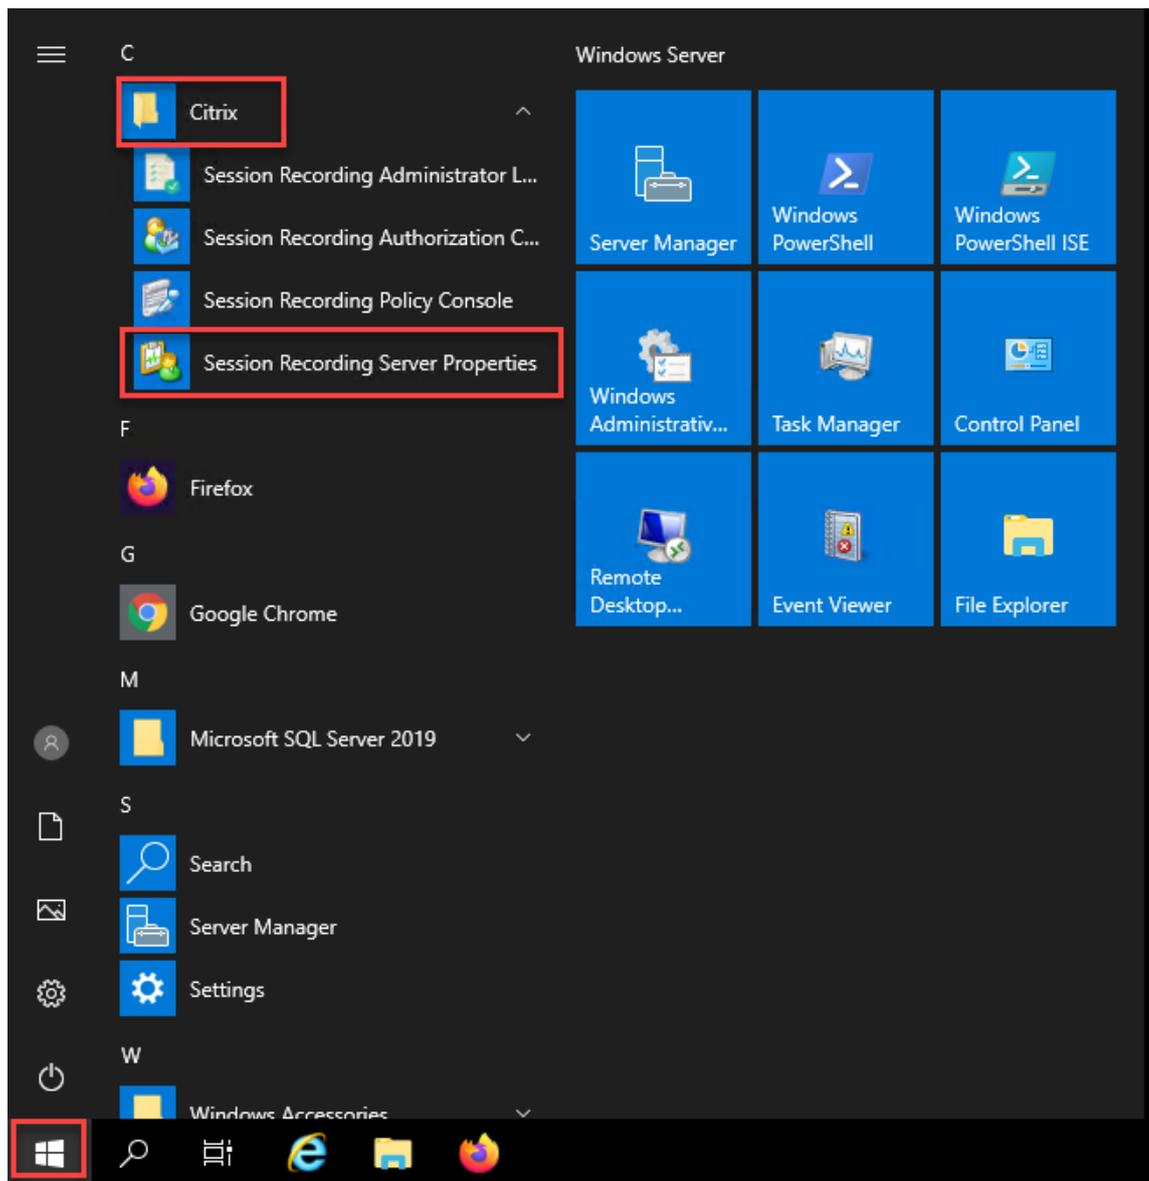 C
Citrix
Session Recording Administrator L...
Session Recording Authorization C...
Session Recording Policy Console
Session Recording Server Properties
F
Firefox
G
Google Chrome
M
Microsoft SQL Server 2019
S
Search
Server Manager
Settings
W
Windows Accessories
Windows Server
Server Manager
Windows
PowerShell
Windows
PowerShell ISE
Windows
Administrativ...
Task Manager
Control Panel
Remote
Desktop...
Event Viewer
File Explorer